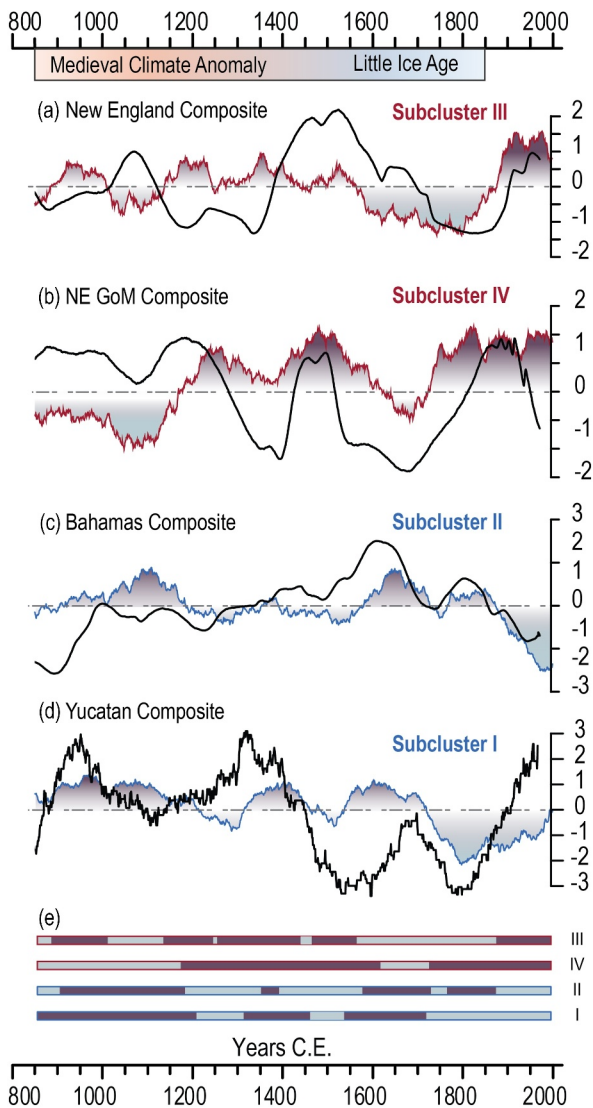 800 1000 1200 1400 1600 1800 2000
Medieval Climate Anomaly Little Ice Age
(a) New England Composite Subcluster III
2
1
0
-1
-2
(b) NE GoM Composite Subcluster IV
2
1
0
-1
-2
(c) Bahamas Composite Subcluster II
3
2
1
0
-1
-2
-3
(d) Yucatan Composite Subcluster I
3
2
1
0
-1
-2
-3
(e)
III
IV
II
I
Years C.E.
800 1000 1200 1400 1600 1800 2000